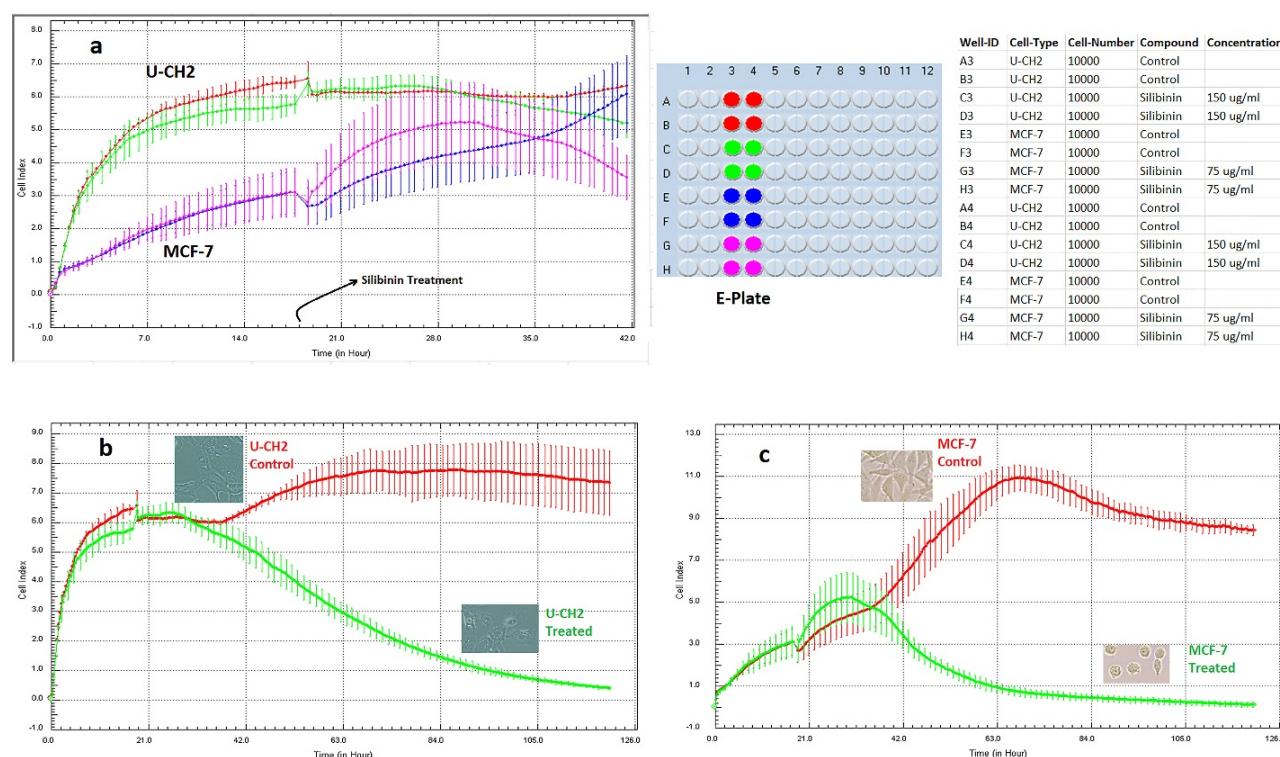 a
U-CH2
MCF-7
Silibinin Treatment
8.0
7.0
6.0
5.0
4.0
3.0
2.0
1.0
0.0
-1.0
Cell Index
0.0 7.0 14.0 21.0 28.0 35.0 42.0
Time (in Hour)
1 2 3 4 5 6 7 8 9 10 11 12
A
B
C
D
E
F
G
H
E-Plate
Well-ID Cell-Type Cell-Number Compound Concentration
A3 U-CH2 10000 Control
B3 U-CH2 10000 Control
C3 U-CH2 10000 Silibinin 150 ug/ml
D3 U-CH2 10000 Silibinin 150 ug/ml
E3 MCF-7 10000 Control
F3 MCF-7 10000 Control
G3 MCF-7 10000 Silibinin 75 ug/ml
H3 MCF-7 10000 Silibinin 75 ug/ml
A4 U-CH2 10000 Control
B4 U-CH2 10000 Control
C4 U-CH2 10000 Silibinin 150 ug/ml
D4 U-CH2 10000 Silibinin 150 ug/ml
E4 MCF-7 10000 Control
F4 MCF-7 10000 Control
G4 MCF-7 10000 Silibinin 75 ug/ml
H4 MCF-7 10000 Silibinin 75 ug/ml
b
U-CH2
Control
U-CH2
Treated
9.0
8.0
7.0
6.0
5.0
4.0
3.0
2.0
1.0
0.0
-1.0
Cell Index
0.0 21.0 42.0 63.0 84.0 105.0 126.0
Time (in Hour)
c
MCF-7
Control
MCF-7
Treated
13.0
11.0
9.0
7.0
5.0
3.0
1.0
-1.0
Cell Index
0.0 21.0 42.0 63.0 84.0 105.0 126.0
Time (in Hour)